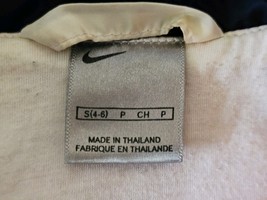 S(4-6) P CH P
MADE IN THAILAND
FABRIQUE EN THAILANDE